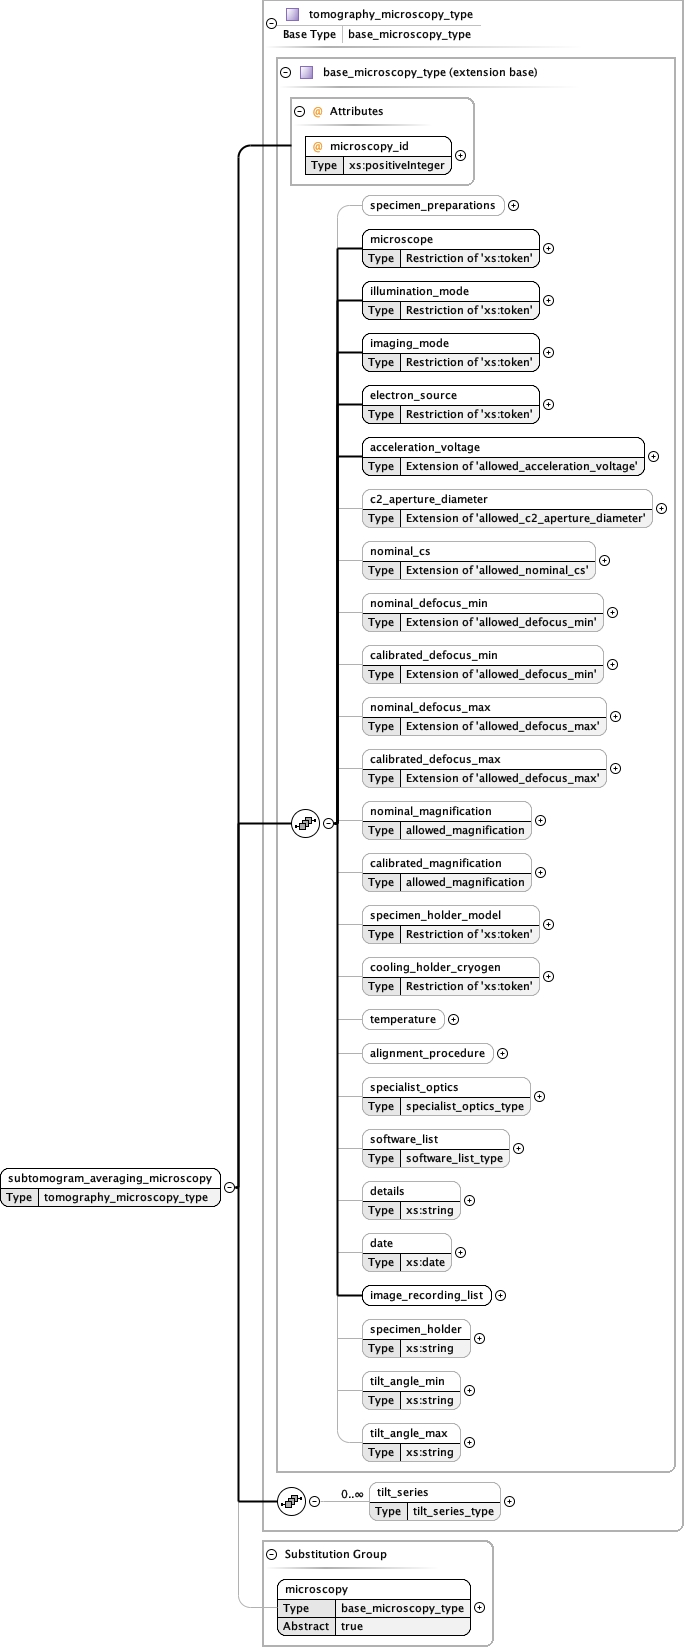 tomography_microscopy_type
Base Type base_microscopy_type
base_microscopy_type (extension base)
@ Attributes
@ microscopy_id
Type xs:positiveInteger
specimen_preparations
microscope
Type Restriction of 'xs:token'
illumination_mode
Type Restriction of 'xs:token'
imaging_mode
Type Restriction of 'xs:token'
electron_source
Type Restriction of 'xs:token'
acceleration_voltage
Type Extension of 'allowed_acceleration_voltage'
c2_aperture_diameter
Type Extension of 'allowed_c2_aperture_diameter'
nominal_cs
Type Extension of 'allowed_nominal_cs'
nominal_defocus_min
Type Extension of 'allowed_defocus_min'
calibrated_defocus_min
Type Extension of 'allowed_defocus_min'
nominal_defocus_max
Type Extension of 'allowed_defocus_max'
calibrated_defocus_max
Type Extension of 'allowed_defocus_max'
nominal_magnification
Type allowed_magnification
calibrated_magnification
Type allowed_magnification
specimen_holder_model
Type Restriction of 'xs:token'
cooling_holder_cryogen
Type Restriction of 'xs:token'
temperature
alignment_procedure
specialist_optics
Type specialist_optics_type
software_list
Type software_list_type
subtomogram_averaging_microscopy
Type tomography_microscopy_type
details
Type xs:string
date
Type xs:date
image_recording_list
specimen_holder
Type xs:string
tilt_angle_min
Type xs:string
tilt_angle_max
Type xs:string
0..∞
tilt_series
Type tilt_series_type
Substitution Group
microscopy
Type base_microscopy_type
Abstract true